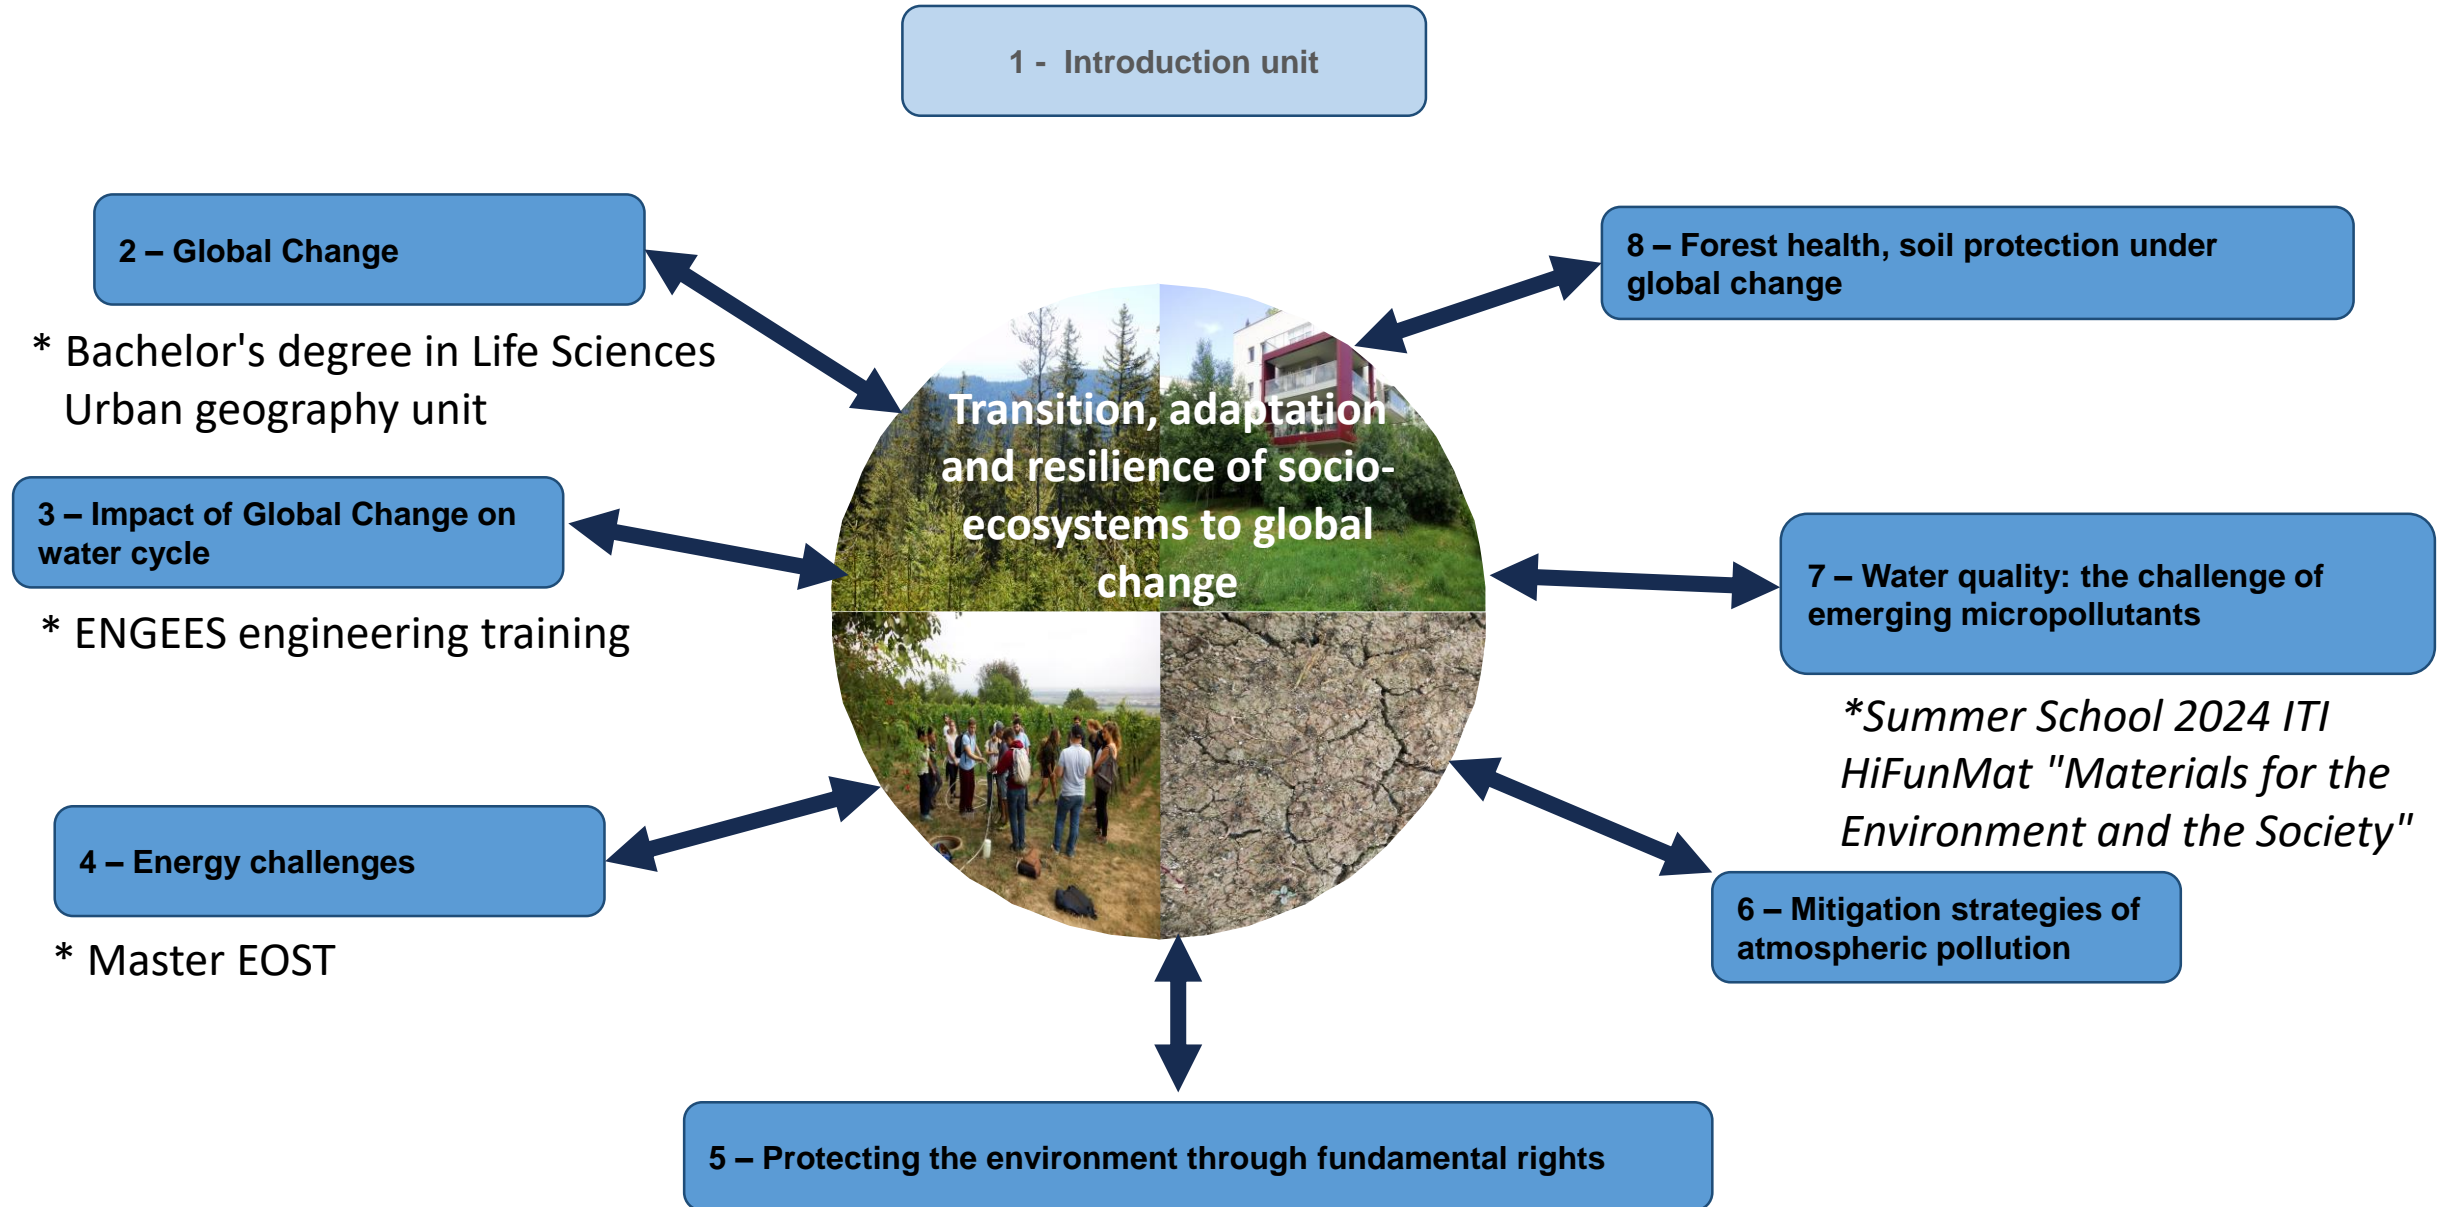 1 - Introduction unit
2 – Global Change
* Bachelor's degree in Life Sciences
Urban geography unit
3 – Impact of Global Change on
water cycle
* ENGEES engineering training
4 – Energy challenges
* Master EOST
Transition, adaptation
and resilience of socio-
ecosystems to global
change
5 – Protecting the environment through fundamental rights
8 – Forest health, soil protection under
global change
7 – Water quality: the challenge of
emerging micropollutants
*Summer School 2024 ITI
HiFunMat "Materials for the
Environment and the Society"
6 – Mitigation strategies of
atmospheric pollution